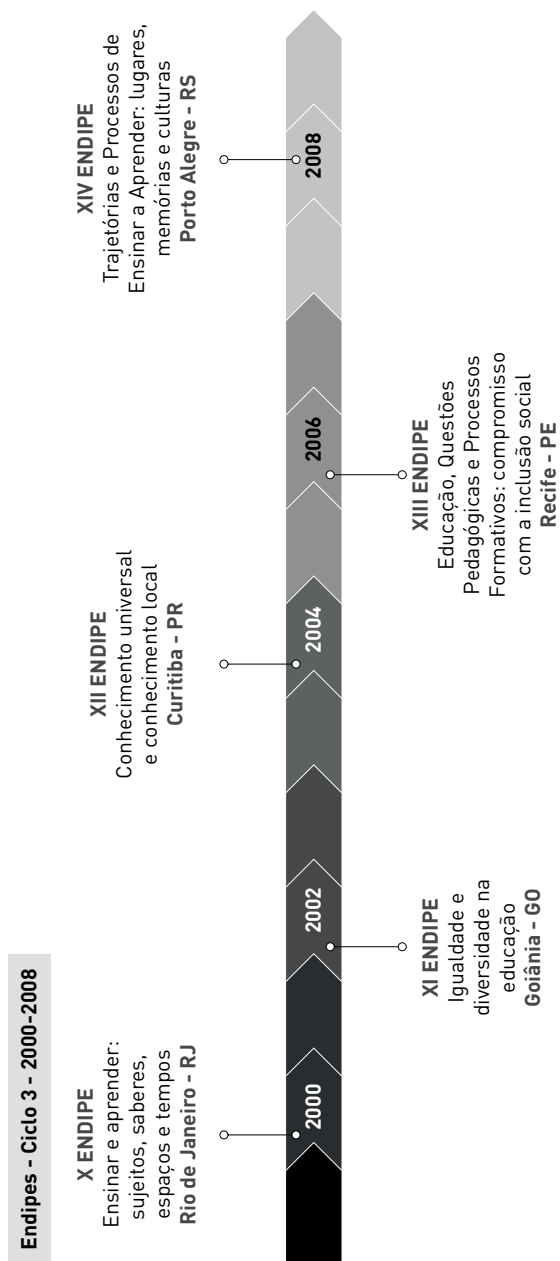 Endipes - Ciclo 3 - 2000-2008
X ENDIPE
Ensinar e aprender:
sujeitos, saberes,
espaços e tempos
Rio de Janeiro - RJ
2000
XI ENDIPE
Igualdade e
diversidade na
educação
Goiânia - GO
2002
XII ENDIPE
Conhecimento universal
e conhecimento local
Curitiba - PR
2004
XIII ENDIPE
Educação, Questões
Pedagógicas e Processos
Formativos: compromisso
com a inclusão social
Recife - PE
2006
XIV ENDIPE
Trajetórias e Processos de
Ensinar a Aprender: lugares,
memórias e culturas
Porto Alegre - RS
2008